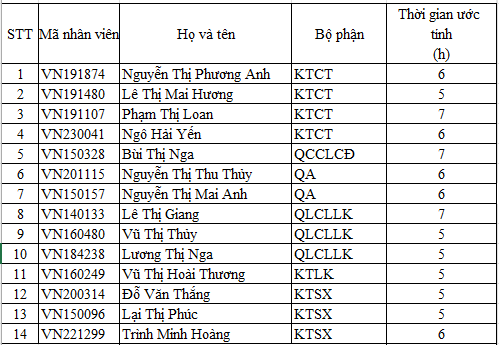 STT Mã nhân viên Họ và tên Bộ phận Thời gian ước tính (h)
1 VN191874 Nguyễn Thị Phương Anh KTCT 6
2 VN191480 Lê Thị Mai Hương KTCT 5
3 VN191107 Phạm Thị Loan KTCT 7
4 VN230041 Ngô Hải Yến KTCT 6
5 VN150328 Bùi Thị Nga QCCLCĐ 7
6 VN201115 Nguyễn Thị Thu Thủy QA 6
7 VN150157 Nguyễn Thị Mai Anh QA 6
8 VN140133 Lê Thị Giang QLCLLK 7
9 VN160480 Vũ Thị Thủy QLCLLK 5
10 VN184238 Lương Thị Nga QLCLLK 5
11 VN160249 Vũ Thị Hoài Thương KTLK 5
12 VN200314 Đỗ Văn Thắng KTSX 5
13 VN150096 Lại Thị Phúc KTSX 5
14 VN221299 Trịnh Minh Hoàng KTSX 6